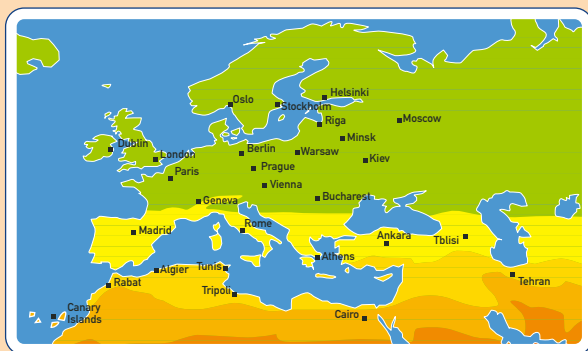 Helsinki
Oslo
Stockholm
Riga
Moscow
Minsk
Dublin
London
Berlin
Warsaw
Kiev
Paris
Prague
Vienna
Geneva
Bucharest
Rome
Madrid
Ankara
Tblisi
Athens
Algier
Tunis
Rabat
Tehran
Tripoli
Canary
Islands
Cairo